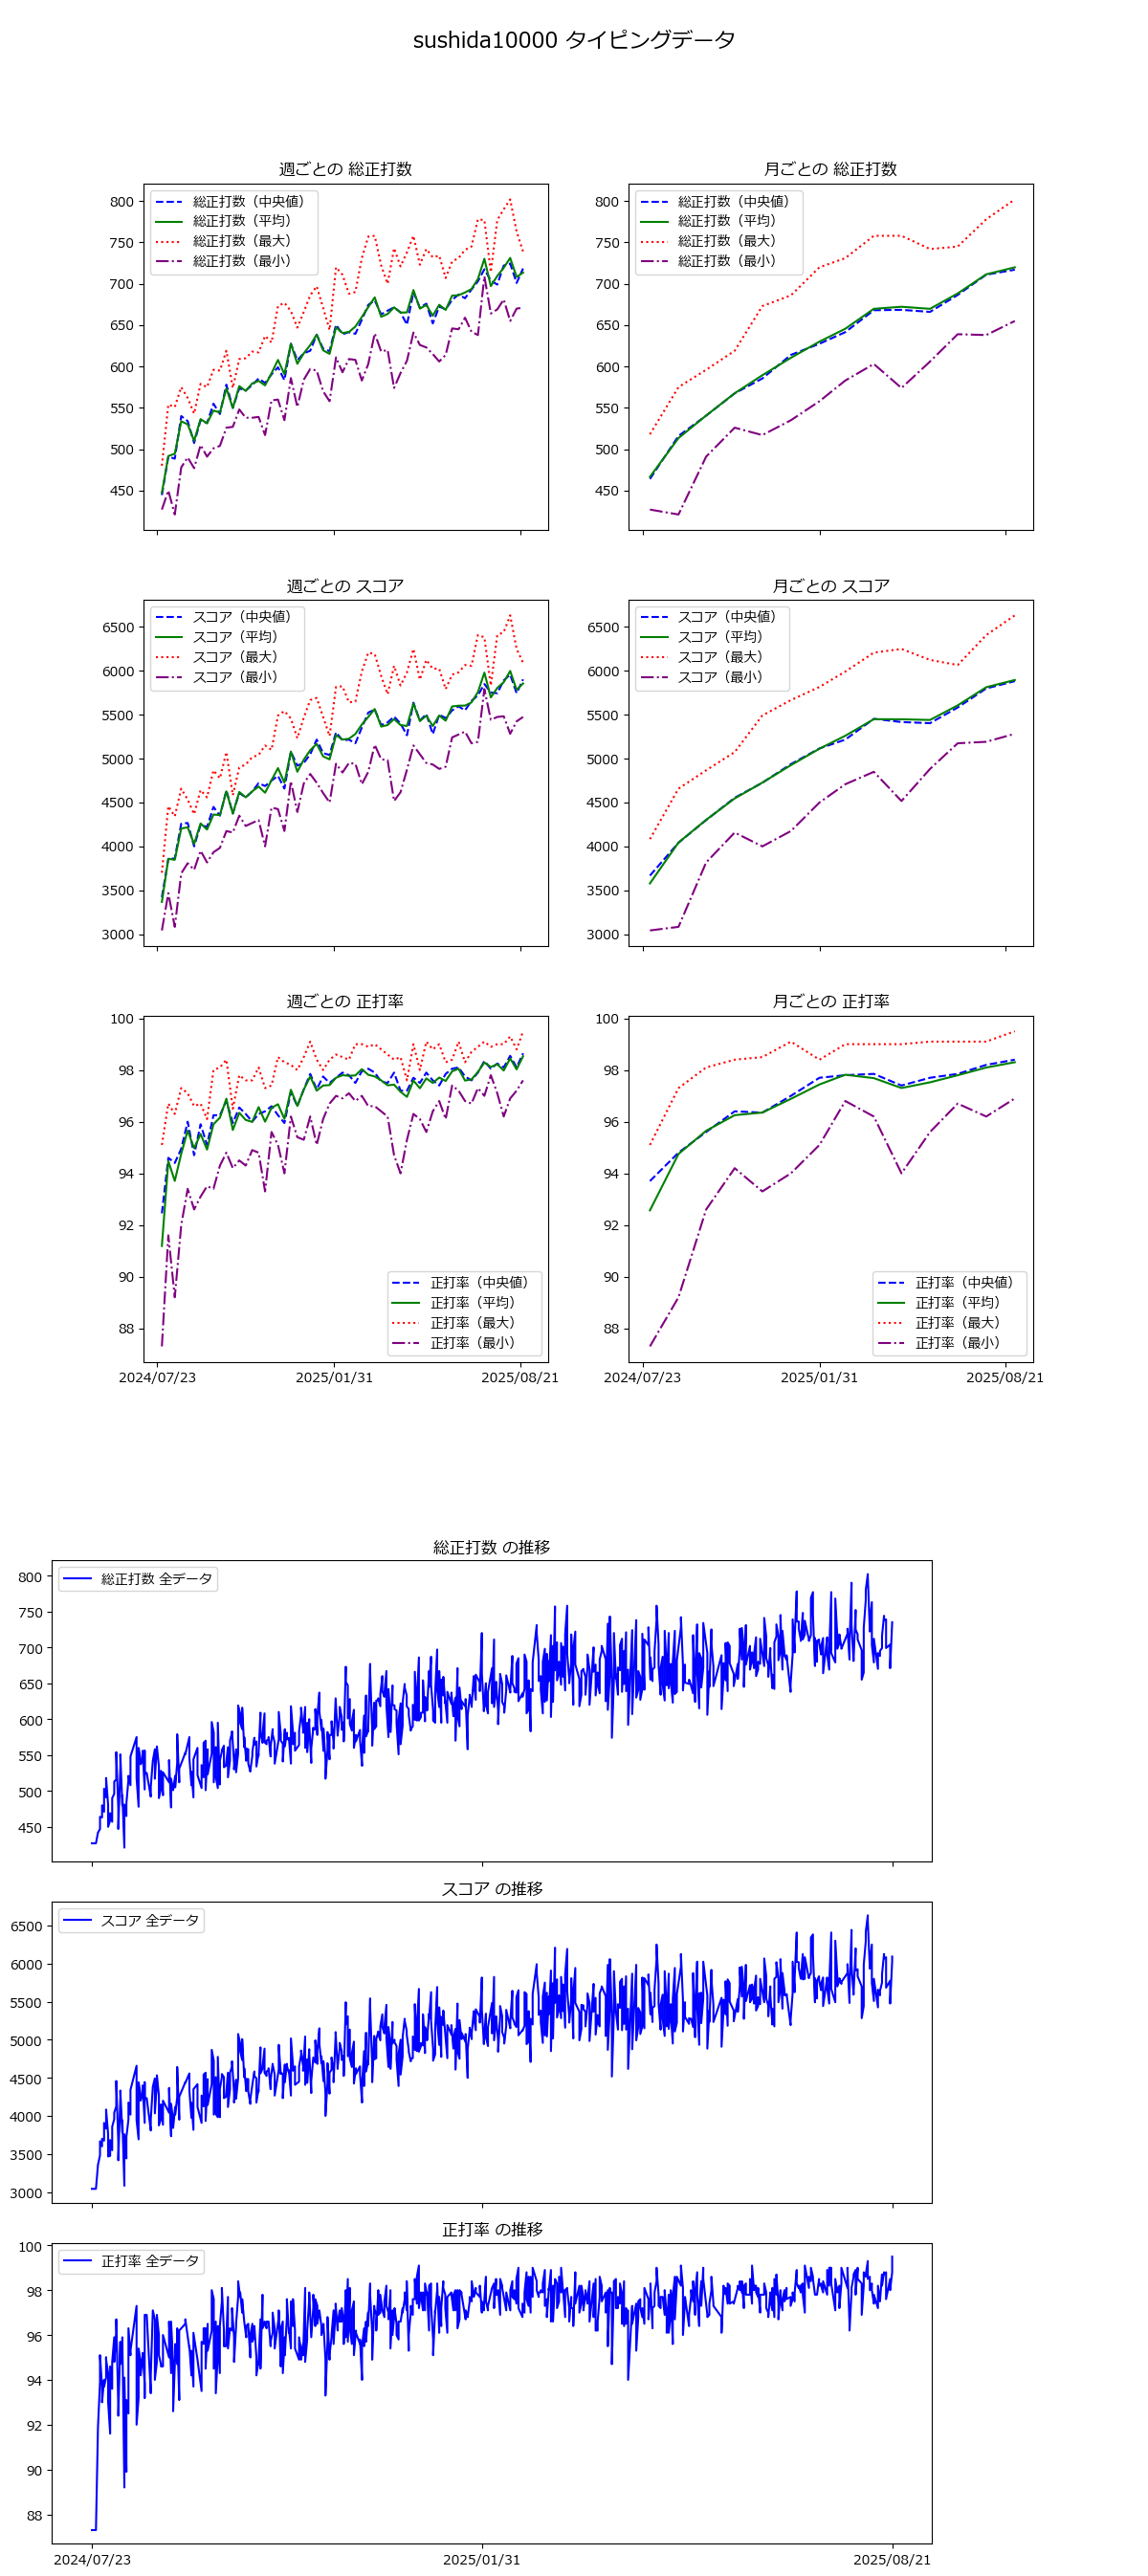 sushida10000 タイピングデータ
週ごとの 総正打数
総正打数（中央値）
総正打数（平均）
総正打数（最大）
総正打数（最小）
800
750
700
650
600
550
500
450
月ごとの 総正打数
総正打数（中央値）
総正打数（平均）
総正打数（最大）
総正打数（最小）
800
750
700
650
600
550
500
450
週ごとの スコア
スコア（中央値）
スコア（平均）
スコア（最大）
スコア（最小）
6500
6000
5500
5000
4500
4000
3500
3000
月ごとの スコア
スコア（中央値）
スコア（平均）
スコア（最大）
スコア（最小）
6500
6000
5500
5000
4500
4000
3500
3000
週ごとの 正打率
100
98
96
94
92
90
88
正打率（中央値）
正打率（平均）
正打率（最大）
正打率（最小）
2024/07/23
2025/01/31
2025/08/21
月ごとの 正打率
100
98
96
94
92
90
88
正打率（中央値）
正打率（平均）
正打率（最大）
正打率（最小）
2024/07/23
2025/01/31
2025/08/21
総正打数 の推移
総正打数 全データ
800
750
700
650
600
550
500
450
スコア の推移
スコア 全データ
6500
6000
5500
5000
4500
4000
3500
3000
正打率 の推移
正打率 全データ
100
98
96
94
92
90
88
2024/07/23
2025/01/31
2025/08/21